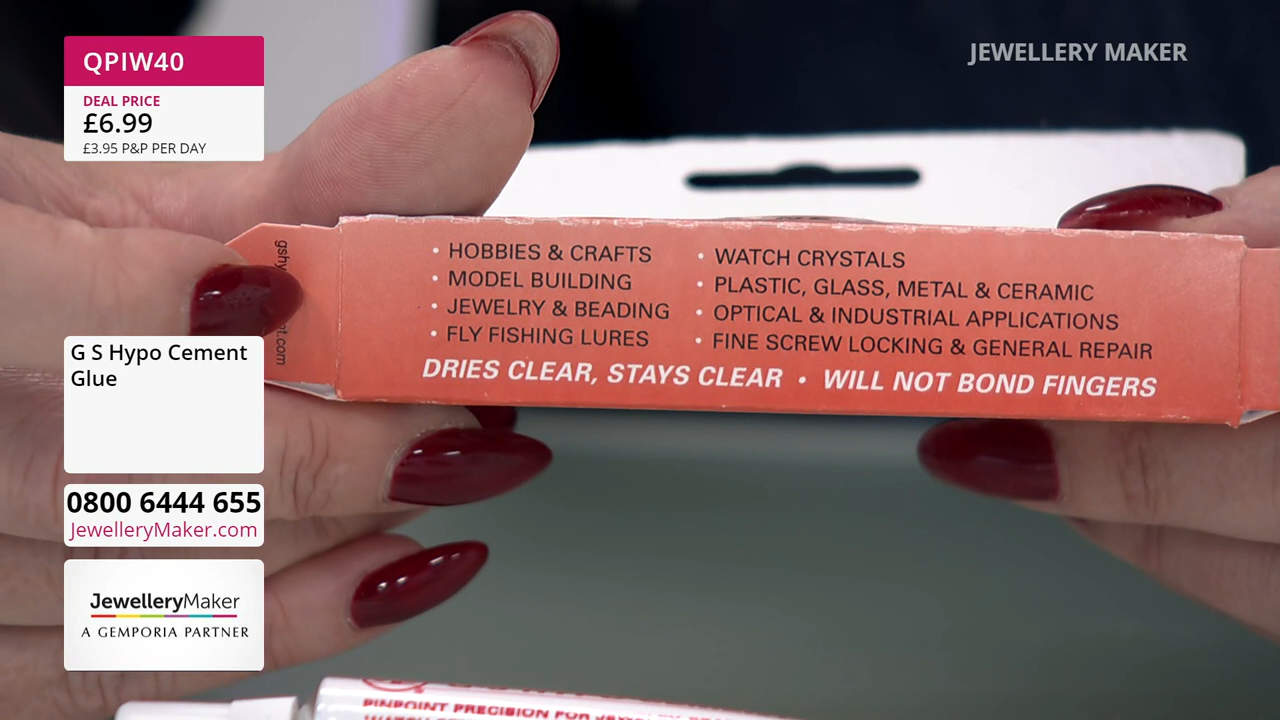 QPIW40
DEAL PRICE
£6.99
£3.95 P&P PER DAY
JEWELLERY MAKER
• HOBBIES & CRAFTS
• MODEL BUILDING
• JEWELRY & BEADING
• FLY FISHING LURES
• WATCH CRYSTALS
• PLASTIC, GLASS, METAL & CERAMIC
• OPTICAL & INDUSTRIAL APPLICATIONS
• FINE SCREW LOCKING & GENERAL REPAIR
DRIES CLEAR, STAYS CLEAR • WILL NOT BOND FINGERS
G S Hypo Cement
Glue
0800 6444 655
JewelleryMaker.com
JewelleryMaker
A GEMPORIA PARTNER
PINPOINT PRECISION FOR